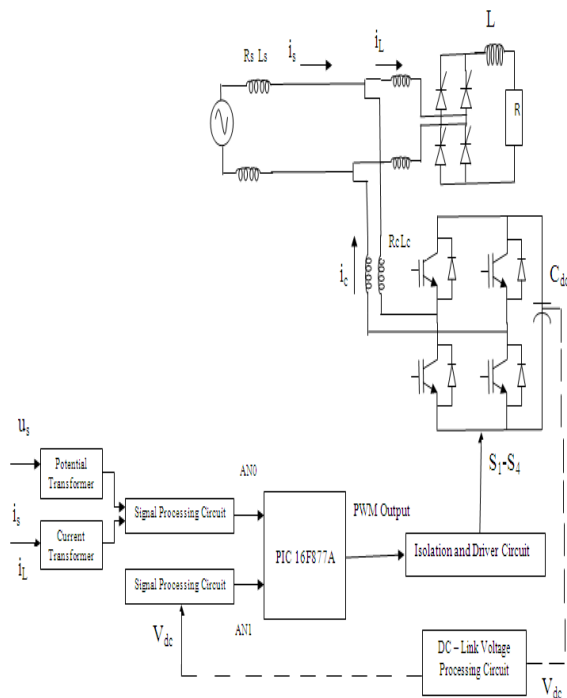 L
Rs Ls
is
iL
R
Rc Lc
ic
Cdc
us
Potential
Transformer
AN0
S1-S4
is
Current
Transformer
Signal Processing Circuit
PWM Output
PIC 16F877A
Isolation and Driver Circuit
iL
Signal Processing Circuit
AN1
Vdc
DC – Link Voltage
Processing Circuit
Vdc